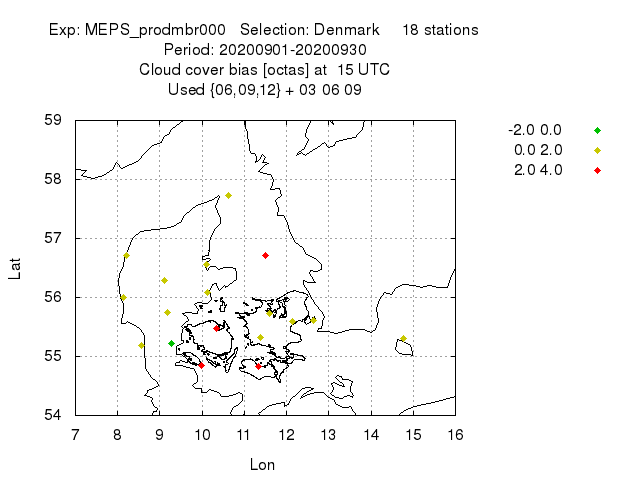 Exp: MEPS_prodmbr000 Selection: Denmark 18 stations
Period: 20200901-20200930
Cloud cover bias [octas] at 15 UTC
Used {06,09,12} + 03 06 09
-2.0 0.0
0.0 2.0
2.0 4.0
59
58
57
56
55
54
Lat
7 8 9 10 11 12 13 14 15 16
Lon